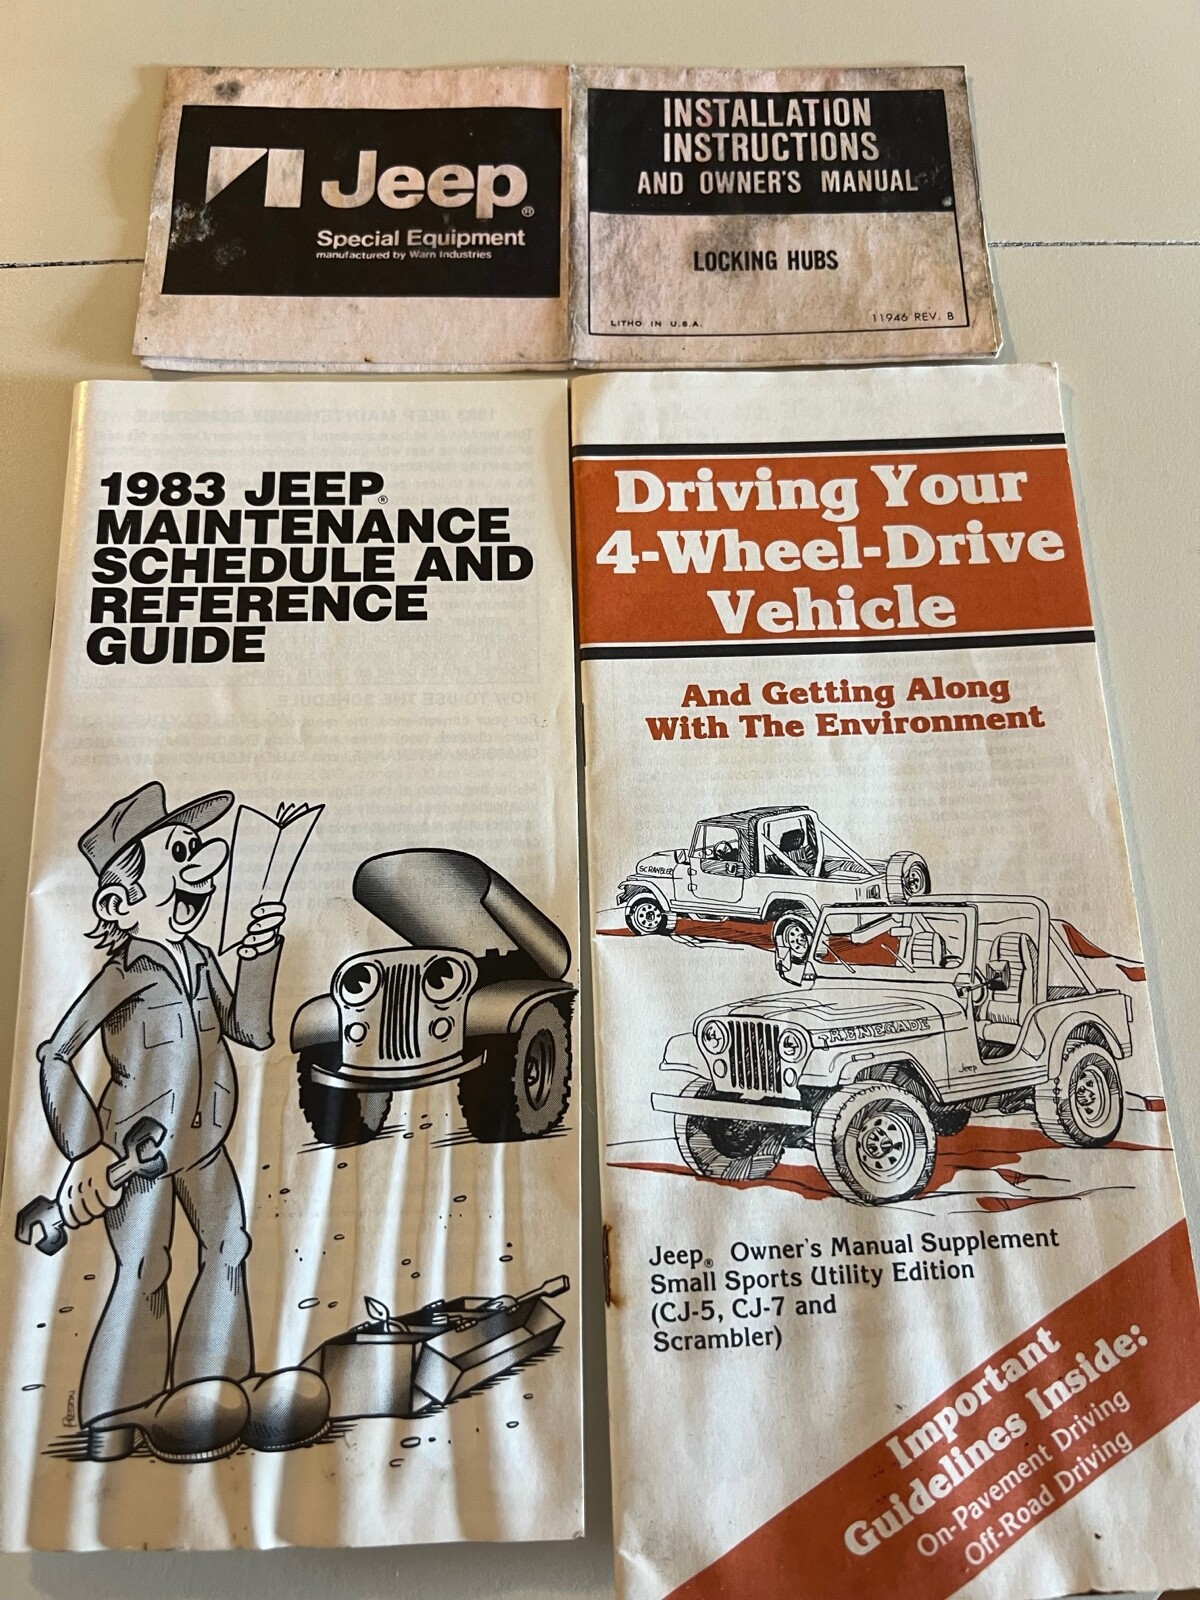 Jeep®
Special Equipment
manufactured by Warn Industries
INSTALLATION
INSTRUCTIONS
AND OWNER'S MANUAL
LOCKING HUBS
LITHO IN U.S.A.
11946 REV. B
1983 JEEP®
MAINTENANCE
SCHEDULE AND
REFERENCE
GUIDE
Driving Your
4-Wheel-Drive
Vehicle
And Getting Along
With The Environment
SCRAMBLER
RENEGADE
Jeep
Jeep® Owner's Manual Supplement
Small Sports Utility Edition
(CJ-5, CJ-7 and
Scrambler)
Important
Guidelines Inside:
On-Pavement Driving
Off-Road Driving